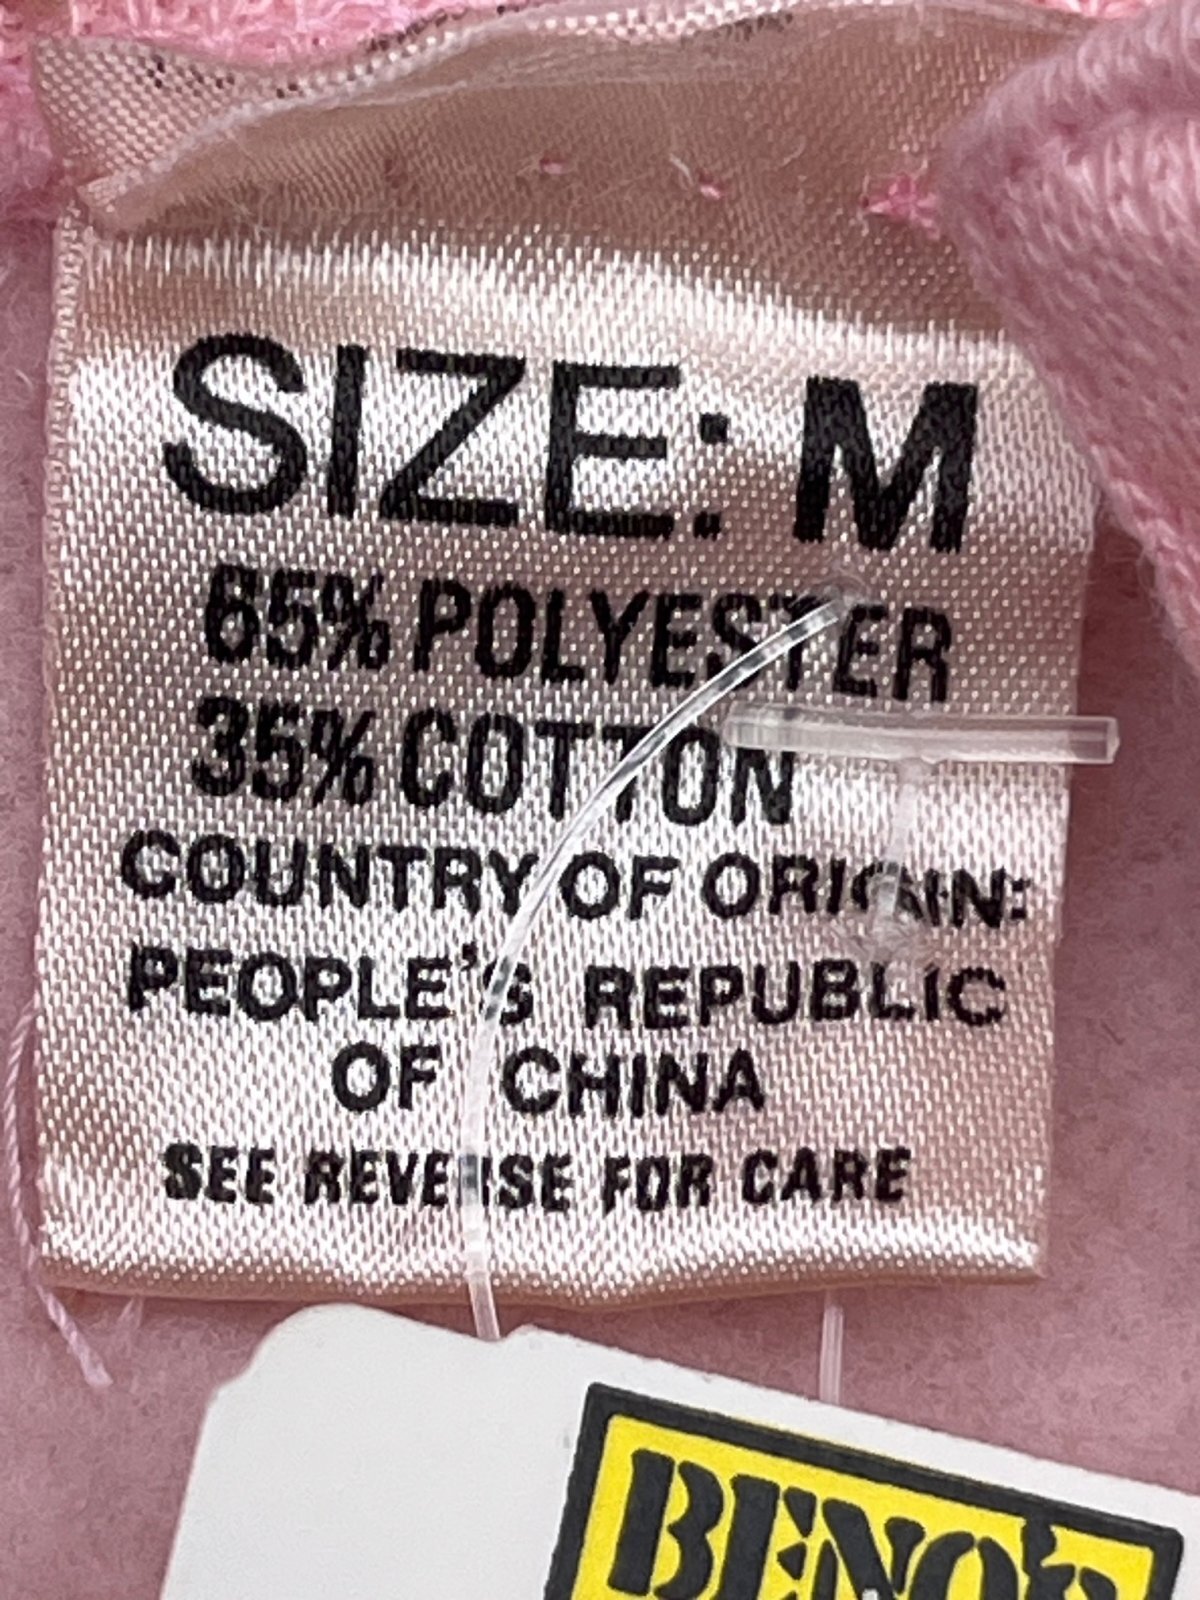 SIZE: M
65% POLYESTER
35% COTTON
COUNTRY OF ORIGIN:
PEOPLE'S REPUBLIC
OF CHINA
SEE REVERSE FOR CARE